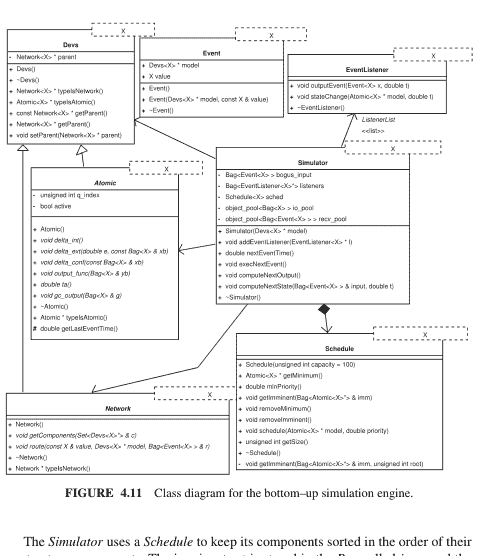 X
Devs
- Network<X> * parent
+ Devs()
+ ~Devs()
+ Network<X> * typeIsNetwork()
+ Atomic<X> * typeIsAtomic()
+ const Network<X> * getParent()
+ Network<X> * getParent()
+ void setParent(Network<X> * parent)
X
Event
+ Devs<X> * model
+ X value
+ Event()
+ Event(Devs<X> * model, const X & value)
+ ~Event()
X
EventListener
+ void outputEvent(Event<X> x, double t)
+ void stateChange(Atomic<X> * model, double t)
+ ~EventListener()
ListenerList
<<list>>
X
Atomic
- unsigned int q_index
- bool active
+ Atomic()
+ void delta_int()
+ void delta_ext(double e, const Bag<X> & xb)
+ void delta_conf(const Bag<X> & xb)
+ void output_func(Bag<X> & yb)
+ double ta()
+ void gc_output(Bag<X> & g)
+ ~Atomic()
+ Atomic * typeIsAtomic()
# double getLastEventTime()
X
Simulator
- Bag<Event<X> > bogus_input
- Bag<EventListener<X>*> listeners
- Schedule<X> sched
- object_pool<Bag<X> > io_pool
- object_pool<Bag<Event<X> > > recv_pool
+ Simulator(Devs<X> * model)
+ void addEventListener(EventListener<X> * l)
+ double nextEventTime()
+ void execNextEvent()
+ void computeNextOutput()
+ void computeNextState(Bag<Event<X> > & input, double t)
+ ~Simulator()
X
Schedule
+ Schedule(unsigned int capacity = 100)
+ Atomic<X> * getMinimum()
+ double minPriority()
+ void getImminent(Bag<Atomic<X>*> & imm)
+ void removeMinimum()
+ void removeImminent()
+ void schedule(Atomic<X> * model, double priority)
+ unsigned int getSize()
+ ~Schedule()
- void getImminent(Bag<Atomic<X>*> & imm, unsigned int root)
X
Network
+ Network()
+ void getComponents(Set<Devs<X>*> & c)
+ void route(const X & value, Devs<X> * model, Bag<Event<X> > & r)
+ ~Network()
+ Network * typeIsNetwork()
FIGURE 4.11 Class diagram for the bottom–up simulation engine.
The Simulator uses a Schedule to keep its components sorted in the order of their